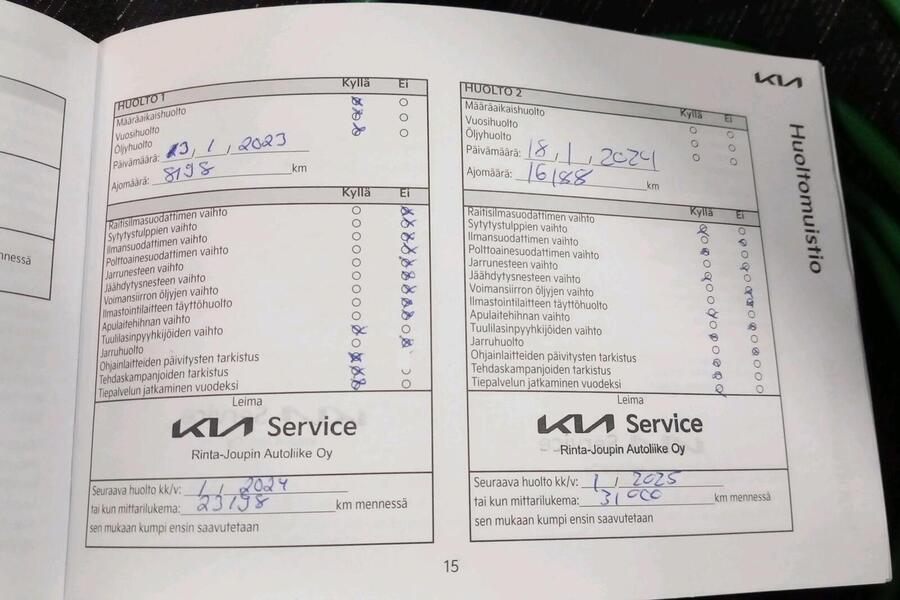 KIA
Huoltomuistio
nnessä
HUOLTO 1 Kyllä Ei
Määräaikaishuolto
Vuosihuolto
Öljyhuolto
Päivämäärä: 13, 1, 2023
Ajomäärä: 8198 km
Kyllä Ei
Raitisilmasuodattimen vaihto
Sytytystulppien vaihto
Ilmansuodattimen vaihto
Polttoainesuodattimen vaihto
Jarrunesteen vaihto
Jäähdytysnesteen vaihto
Voimansiirron öljyjen vaihto
Ilmastointilaitteen täyttöhuolto
Apulaitehihnan vaihto
Tuulilasinpyyhkijöiden vaihto
Jarruhuolto
Ohjainlaitteiden päivitysten tarkistus
Tehdaskampanjoiden tarkistus
Tiepalvelun jatkaminen vuodeksi
Leima
KIA Service
Rinta-Joupin Autoliike Oy
Seuraava huolto kk/v: 1 / 2024
tai kun mittarilukema: 23198 km mennessä
sen mukaan kumpi ensin saavutetaan
HUOLTO 2 Kyllä Ei
Määräaikaishuolto
Vuosihuolto
Öljyhuolto
Päivämäärä: 18, 1, 2024
Ajomäärä: 16188 km
Kyllä Ei
Raitisilmasuodattimen vaihto
Sytytystulppien vaihto
Ilmansuodattimen vaihto
Polttoainesuodattimen vaihto
Jarrunesteen vaihto
Jäähdytysnesteen vaihto
Voimansiirron öljyjen vaihto
Ilmastointilaitteen täyttöhuolto
Apulaitehihnan vaihto
Tuulilasinpyyhkijöiden vaihto
Jarruhuolto
Ohjainlaitteiden päivitysten tarkistus
Tehdaskampanjoiden tarkistus
Tiepalvelun jatkaminen vuodeksi
Leima
KIA Service
Rinta-Joupin Autoliike Oy
Seuraava huolto kk/v: 1 / 2025
tai kun mittarilukema: 31000 km mennessä
sen mukaan kumpi ensin saavutetaan
15